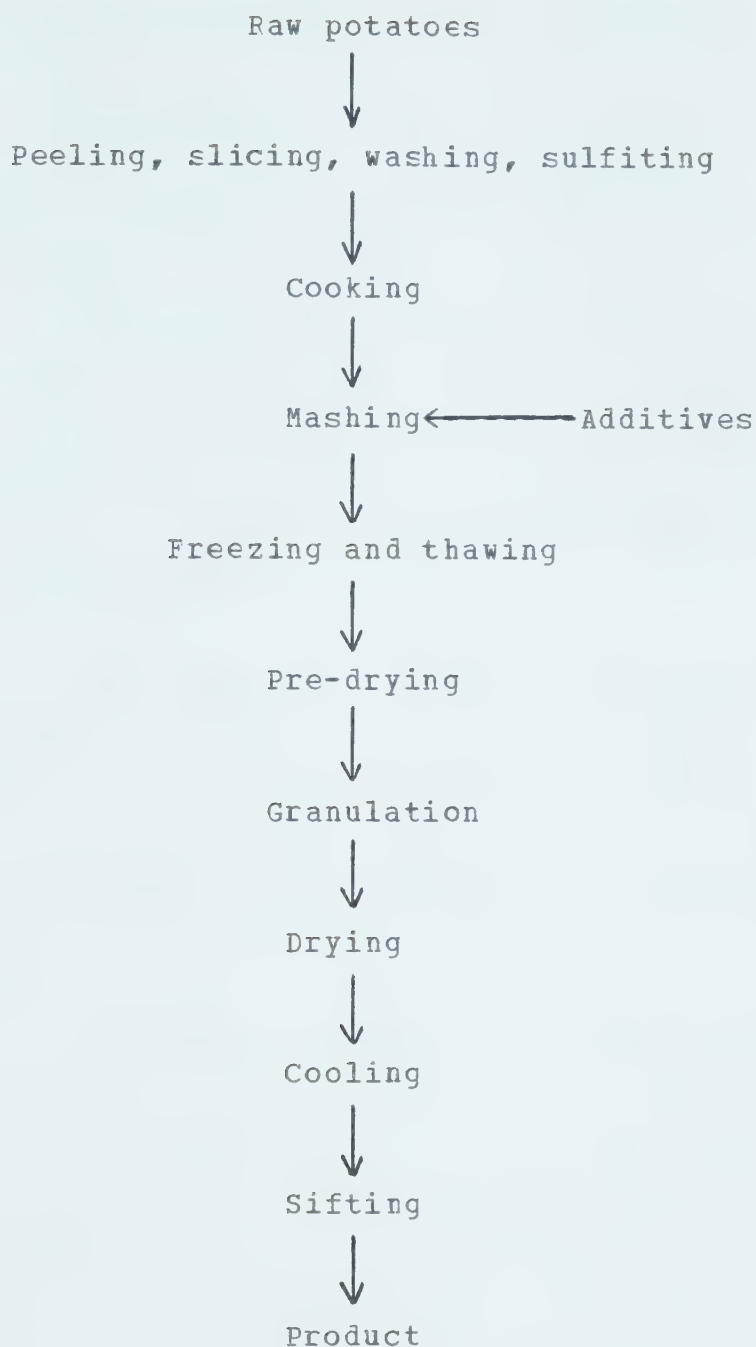 Raw potatoes
Peeling, slicing, washing, sulfiting
Cooking
Mashing Additives
Freezing and thawing
Pre-drying
Granulation
Drying
Cooling
Sifting
Product